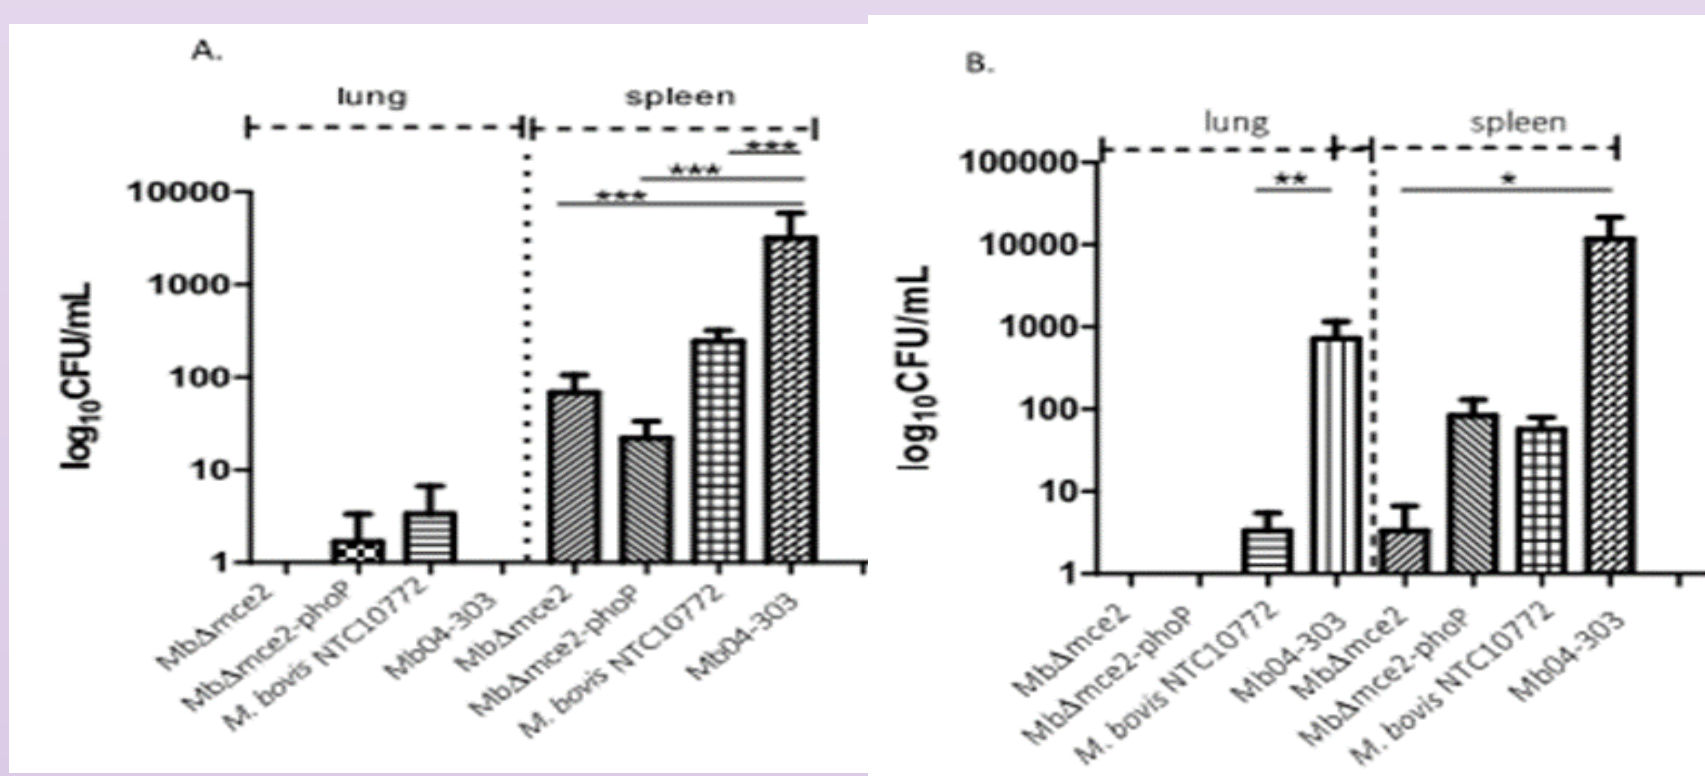 A.
lung spleen
***
***
***
10000
1000
100
10
1
log10CFU/mL
MbΔmce2
MbΔmce2-phoP
M. bovis NTC10772
Mb04-303
MbΔmce2
MbΔmce2-phoP
M. bovis NTC10772
Mb04-303
B.
lung spleen
** *
100000
10000
1000
100
10
1
log10CFU/mL
MbΔmce2
MbΔmce2-phoP
M. bovis NTC10772
Mb04-303
MbΔmce2
MbΔmce2-phoP
M. bovis NTC10772
Mb04-303